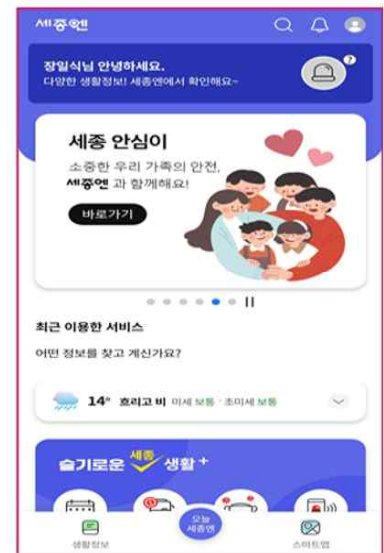 세종엔
장일식님 안녕하세요.
다양한 생활정보! 세종엔에서 확인해요~
?
세종 안심이
소중한 우리 가족의 안전,
세종엔 과 함께해요!
바로가기
최근 이용한 서비스
어떤 정보를 찾고 계신가요?
14° 흐리고 비 미세 보통 · 초미세 보통
슬기로운 세종 생활 +
생활정보
오늘
세종엔
스마트맵